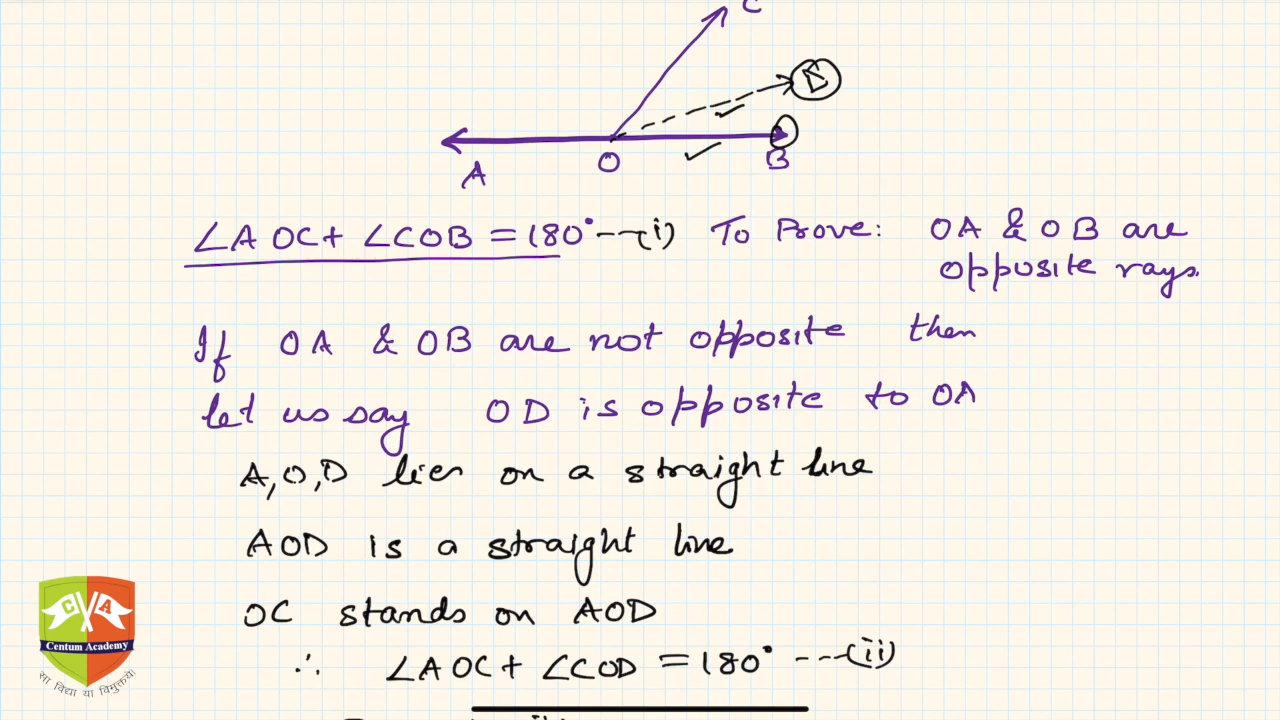 C
D
A
O
B
∠AOC + ∠COB = 180° ---(i) To Prove: OA & OB are
opposite rays.
If OA & OB are not opposite then
let us say OD is opposite to OA
A, O, D lies on a straight line
AOD is a straight line
OC stands on AOD
∴ ∠AOC + ∠COD = 180° ---(ii)
C A
Centum Academy
सा विद्या या विमुक्तये